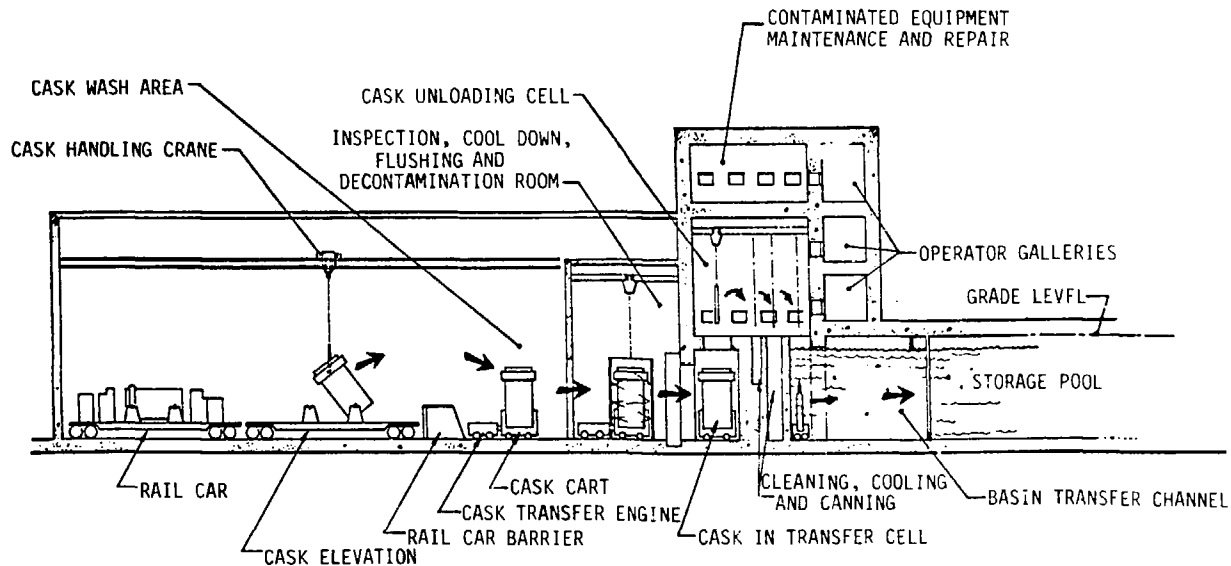 CONTAMINATED EQUIPMENT
MAINTENANCE AND REPAIR
CASK WASH AREA
CASK UNLOADING CELL
INSPECTION, COOL DOWN,
FLUSHING AND
DECONTAMINATION ROOM
CASK HANDLING CRANE
OPERATOR GALLERIES
GRADE LEVFL
STORAGE POOL
CLEANING, COOLING
AND CANNING
RAIL CAR
CASK CART
BASIN TRANSFER CHANNEL
CASK TRANSFER ENGINE
RAIL CAR BARRIER
CASK IN TRANSFER CELL
CASK ELEVATION